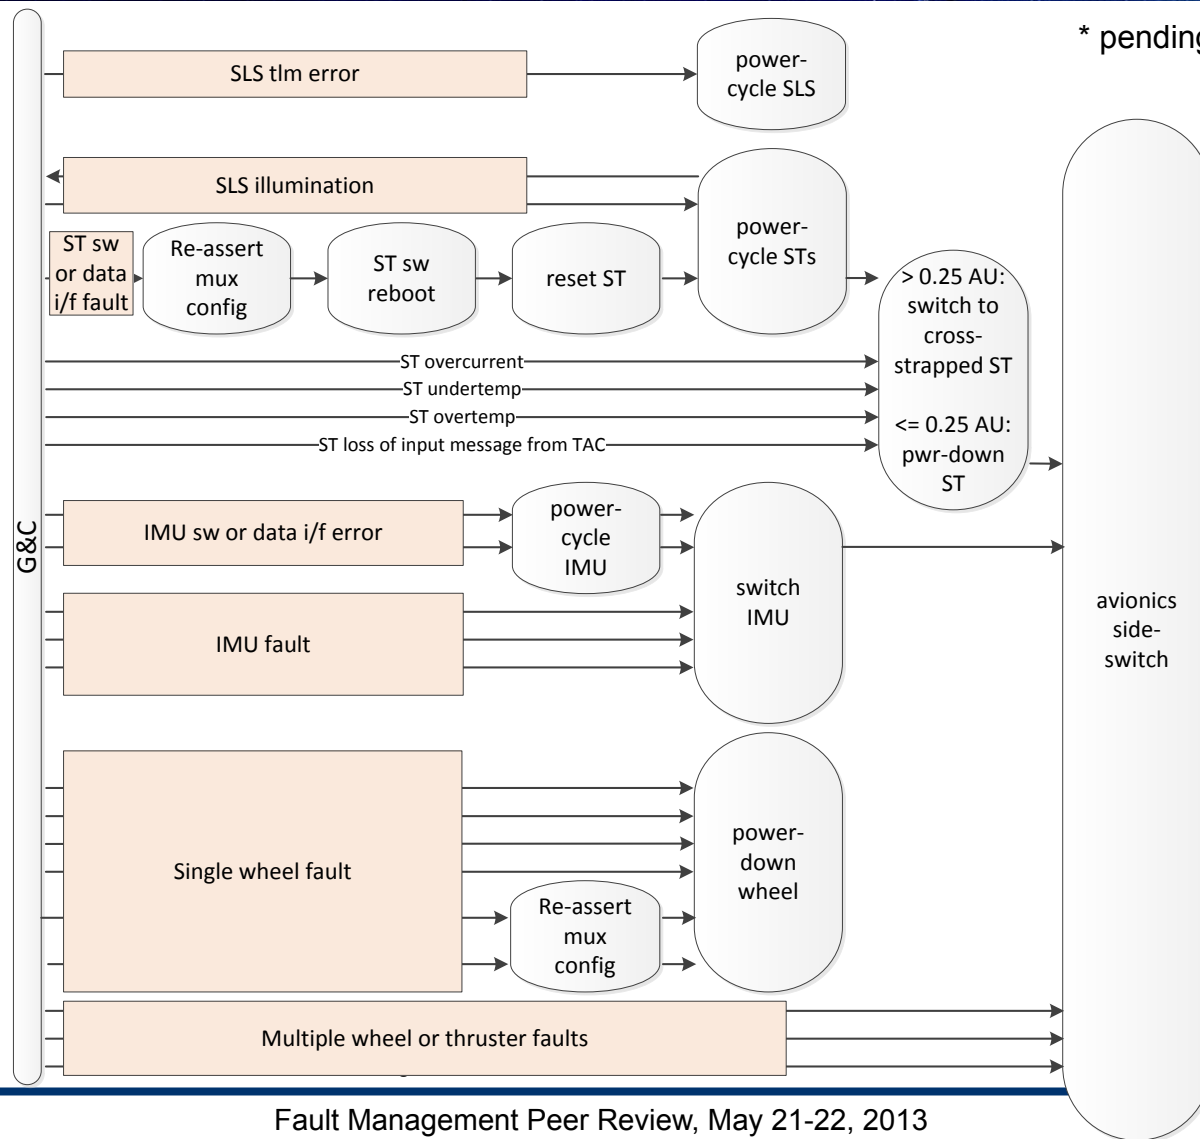 * pending
SLS tlm error
power-
cycle SLS
SLS illumination
power-
cycle STs
ST sw
or data
i/f fault
Re-assert
mux
config
ST sw
reboot
reset ST
> 0.25 AU:
switch to
cross-
strapped ST
<= 0.25 AU:
pwr-down
ST
ST overcurrent
ST undertemp
ST overtemp
ST loss of input message from TAC
G&C
IMU sw or data i/f error
power-
cycle
IMU
switch
IMU
IMU fault
avionics
side-
switch
Single wheel fault
power-
down
wheel
Re-assert
mux
config
Multiple wheel or thruster faults
Fault Management Peer Review, May 21-22, 2013